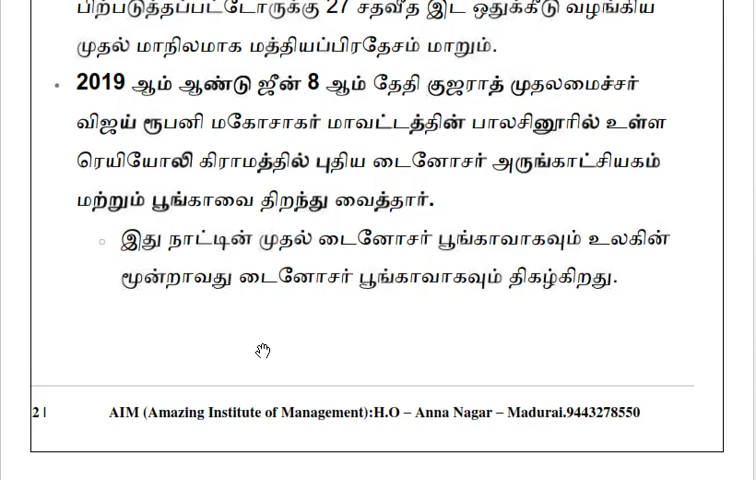 பிற்படுத்தப்பட்டோருக்கு 27 சதவீத இட ஒதுக்கீடு வழங்கிய
முதல் மாநிலமாக மத்தியப்பிரதேசம் மாறும்.
• 2019 ஆம் ஆண்டு ஜீன் 8 ஆம் தேதி குஜராத் முதலமைச்சர்
விஜய் ரூபனி மகோசாகர் மாவட்டத்தின் பாலசினூரில் உள்ள
ரெயியோலி கிராமத்தில் புதிய டைனோசர் அருங்காட்சியகம்
மற்றும் பூங்காவை திறந்து வைத்தார்.
○ இது நாட்டின் முதல் டைனோசர் பூங்காவாகவும் உலகின்
மூன்றாவது டைனோசர் பூங்காவாகவும் திகழ்கிறது.
2 | AIM (Amazing Institute of Management):H.O – Anna Nagar – Madurai.9443278550